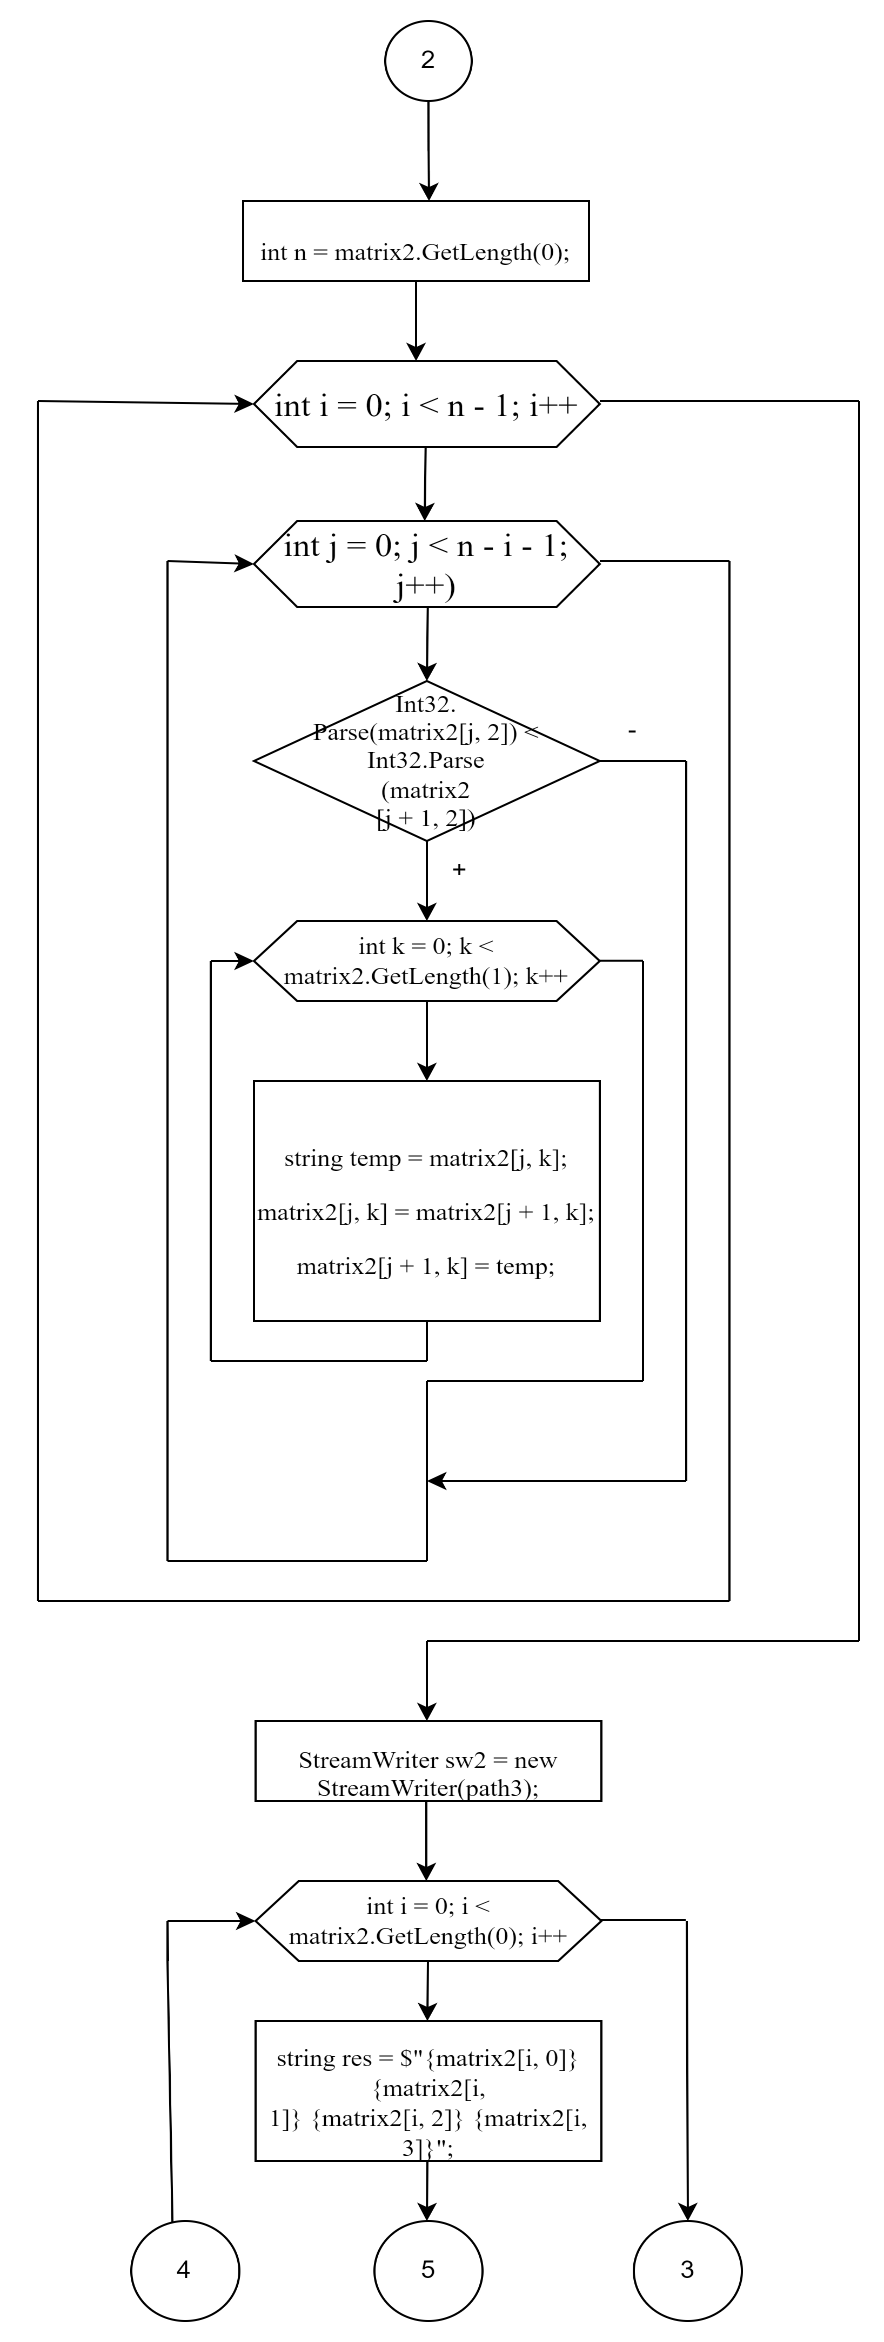 2
int n = matrix2.GetLength(0);
int i = 0; i < n - 1; i++
int j = 0; j < n - i - 1;
j++)
Int32.
Parse(matrix2[j, 2]) <
Int32.Parse
(matrix2
[j + 1, 2])
-
+
int k = 0; k <
matrix2.GetLength(1); k++
string temp = matrix2[j, k];
matrix2[j, k] = matrix2[j + 1, k];
matrix2[j + 1, k] = temp;
StreamWriter sw2 = new
StreamWriter(path3);
int i = 0; i <
matrix2.GetLength(0); i++
string res = $"{matrix2[i, 0]}
{matrix2[i,
1]} {matrix2[i, 2]} {matrix2[i,
3]}";
4
5
3